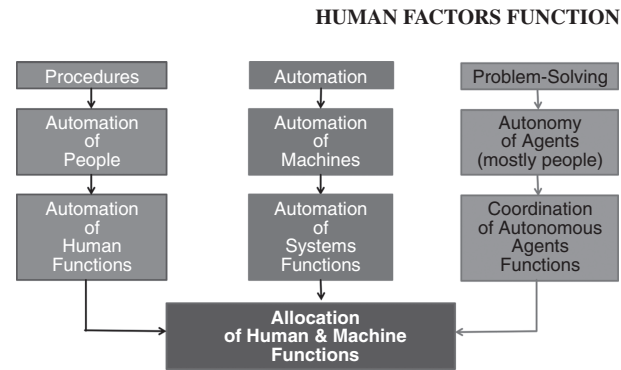 HUMAN FACTORS FUNCTION
Procedures
Automation
of
People
Automation
of
Human
Functions
Automation
Automation
of
Machines
Automation
of
Systems
Functions
Problem-Solving
Autonomy
of Agents
(mostly people)
Coordination
of Autonomous
Agents
Functions
Allocation
of Human & Machine
Functions